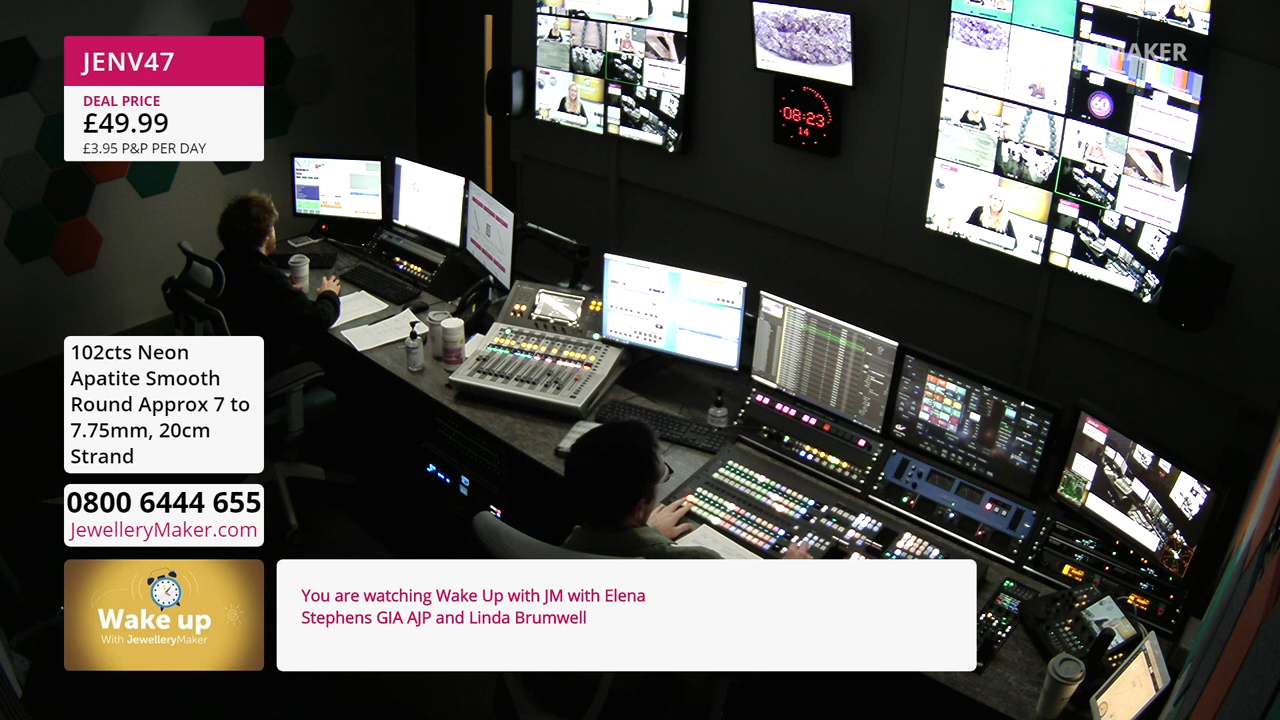 JENV47
DEAL PRICE
£49.99
£3.95 P&P PER DAY
MAKER
60
08:23
14
102cts Neon
Apatite Smooth
Round Approx 7 to
7.75mm, 20cm
Strand
0800 6444 655
JewelleryMaker.com
Wake up
With JewelleryMaker
You are watching Wake Up with JM with Elena
Stephens GIA AJP and Linda Brumwell